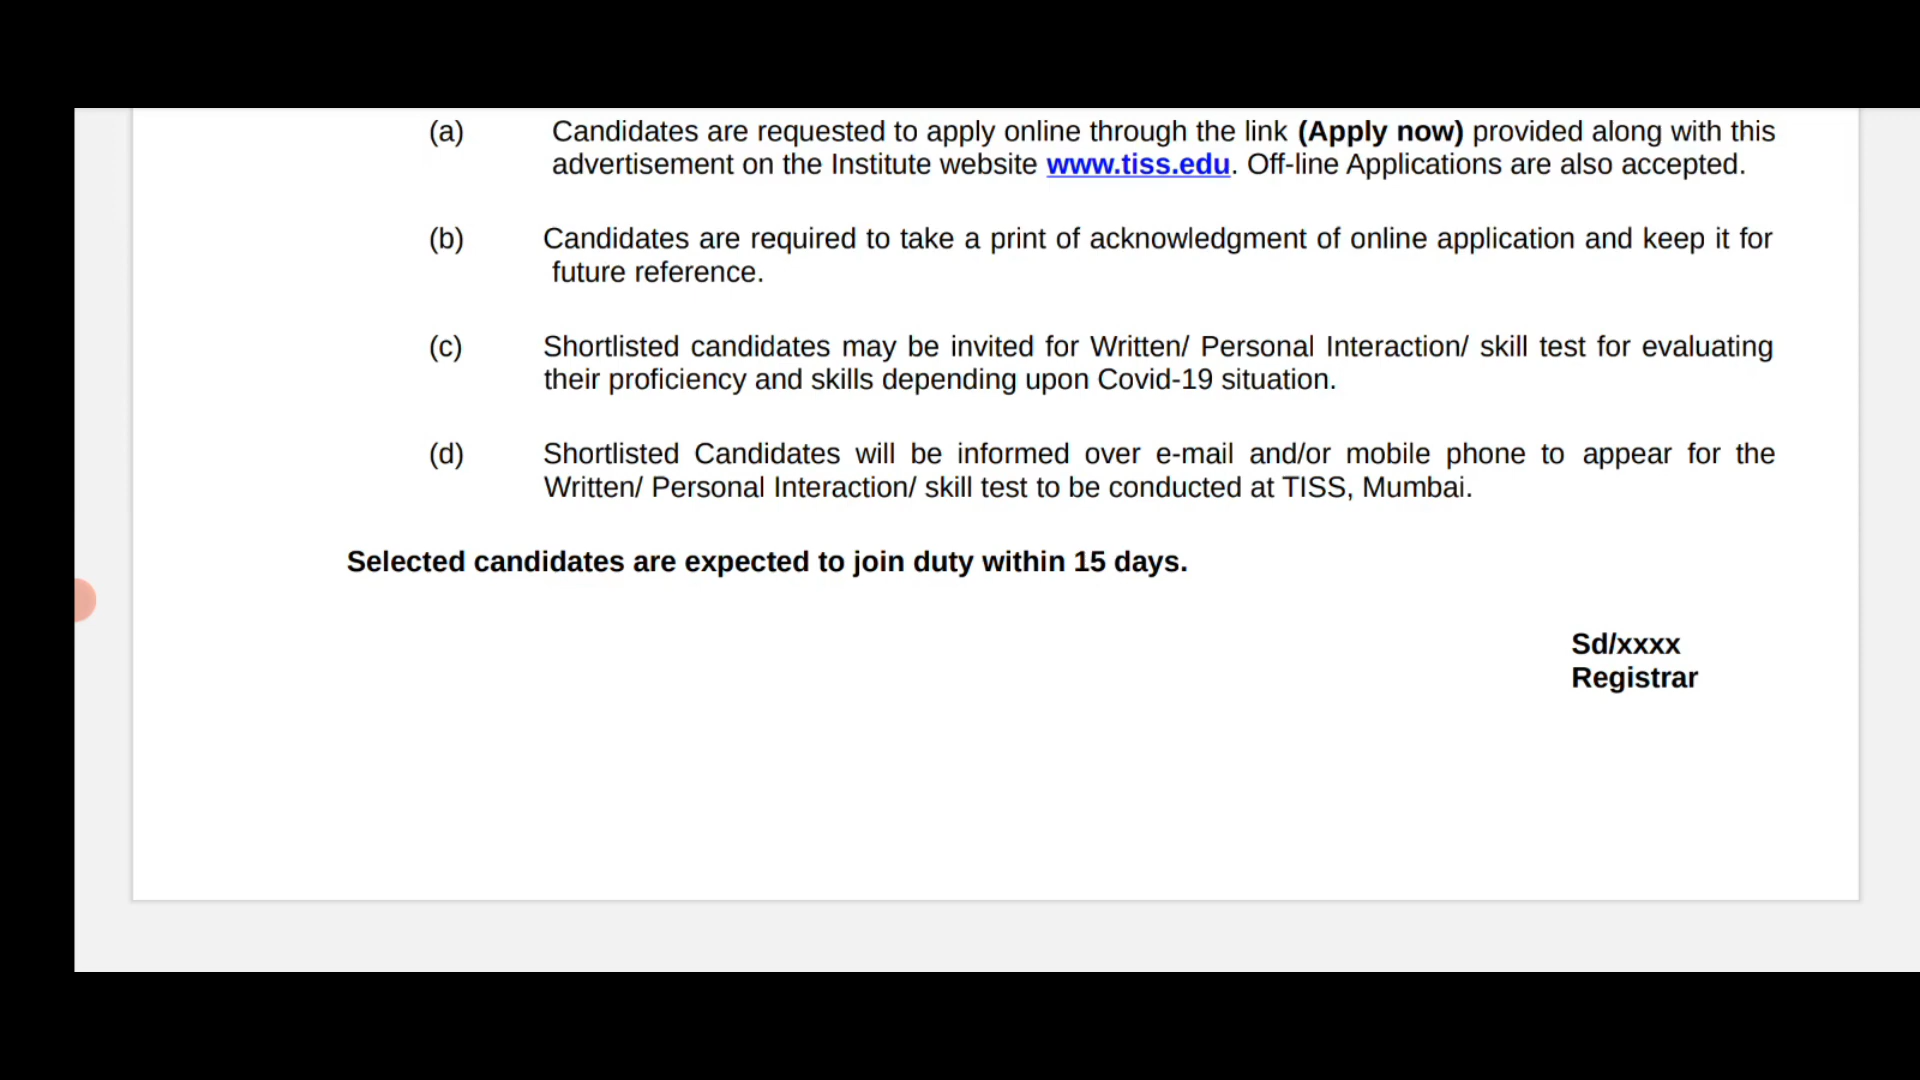 (a) Candidates are requested to apply online through the link (Apply now) provided along with this
advertisement on the Institute website www.tiss.edu. Off-line Applications are also accepted.
(b) Candidates are required to take a print of acknowledgment of online application and keep it for
future reference.
(c) Shortlisted candidates may be invited for Written/ Personal Interaction/ skill test for evaluating
their proficiency and skills depending upon Covid-19 situation.
(d) Shortlisted Candidates will be informed over e-mail and/or mobile phone to appear for the
Written/ Personal Interaction/ skill test to be conducted at TISS, Mumbai.
Selected candidates are expected to join duty within 15 days.
Sd/xxxx
Registrar